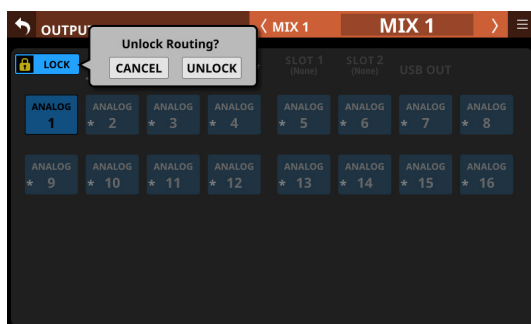 OUTPU
MIX 1
MIX 1
Unlock Routing?
LOCK
CANCEL
UNLOCK
SLOT 1
(None)
SLOT 2
(None)
USB OUT
ANALOG
1
ANALOG
* 2
ANALOG
* 3
ANALOG
* 4
ANALOG
* 5
ANALOG
* 6
ANALOG
* 7
ANALOG
* 8
ANALOG
* 9
ANALOG
* 10
ANALOG
* 11
ANALOG
* 12
ANALOG
* 13
ANALOG
* 14
ANALOG
* 15
ANALOG
* 16